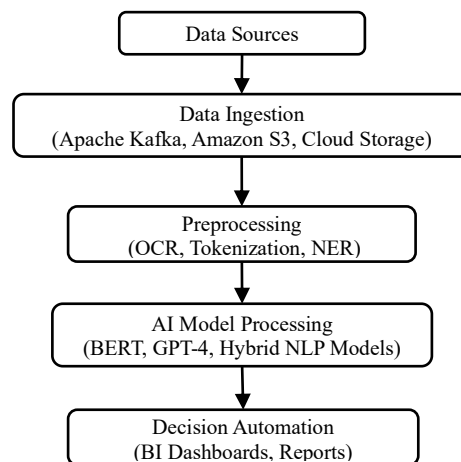 Data Sources
Data Ingestion
(Apache Kafka, Amazon S3, Cloud Storage)
Preprocessing
(OCR, Tokenization, NER)
AI Model Processing
(BERT, GPT-4, Hybrid NLP Models)
Decision Automation
(BI Dashboards, Reports)